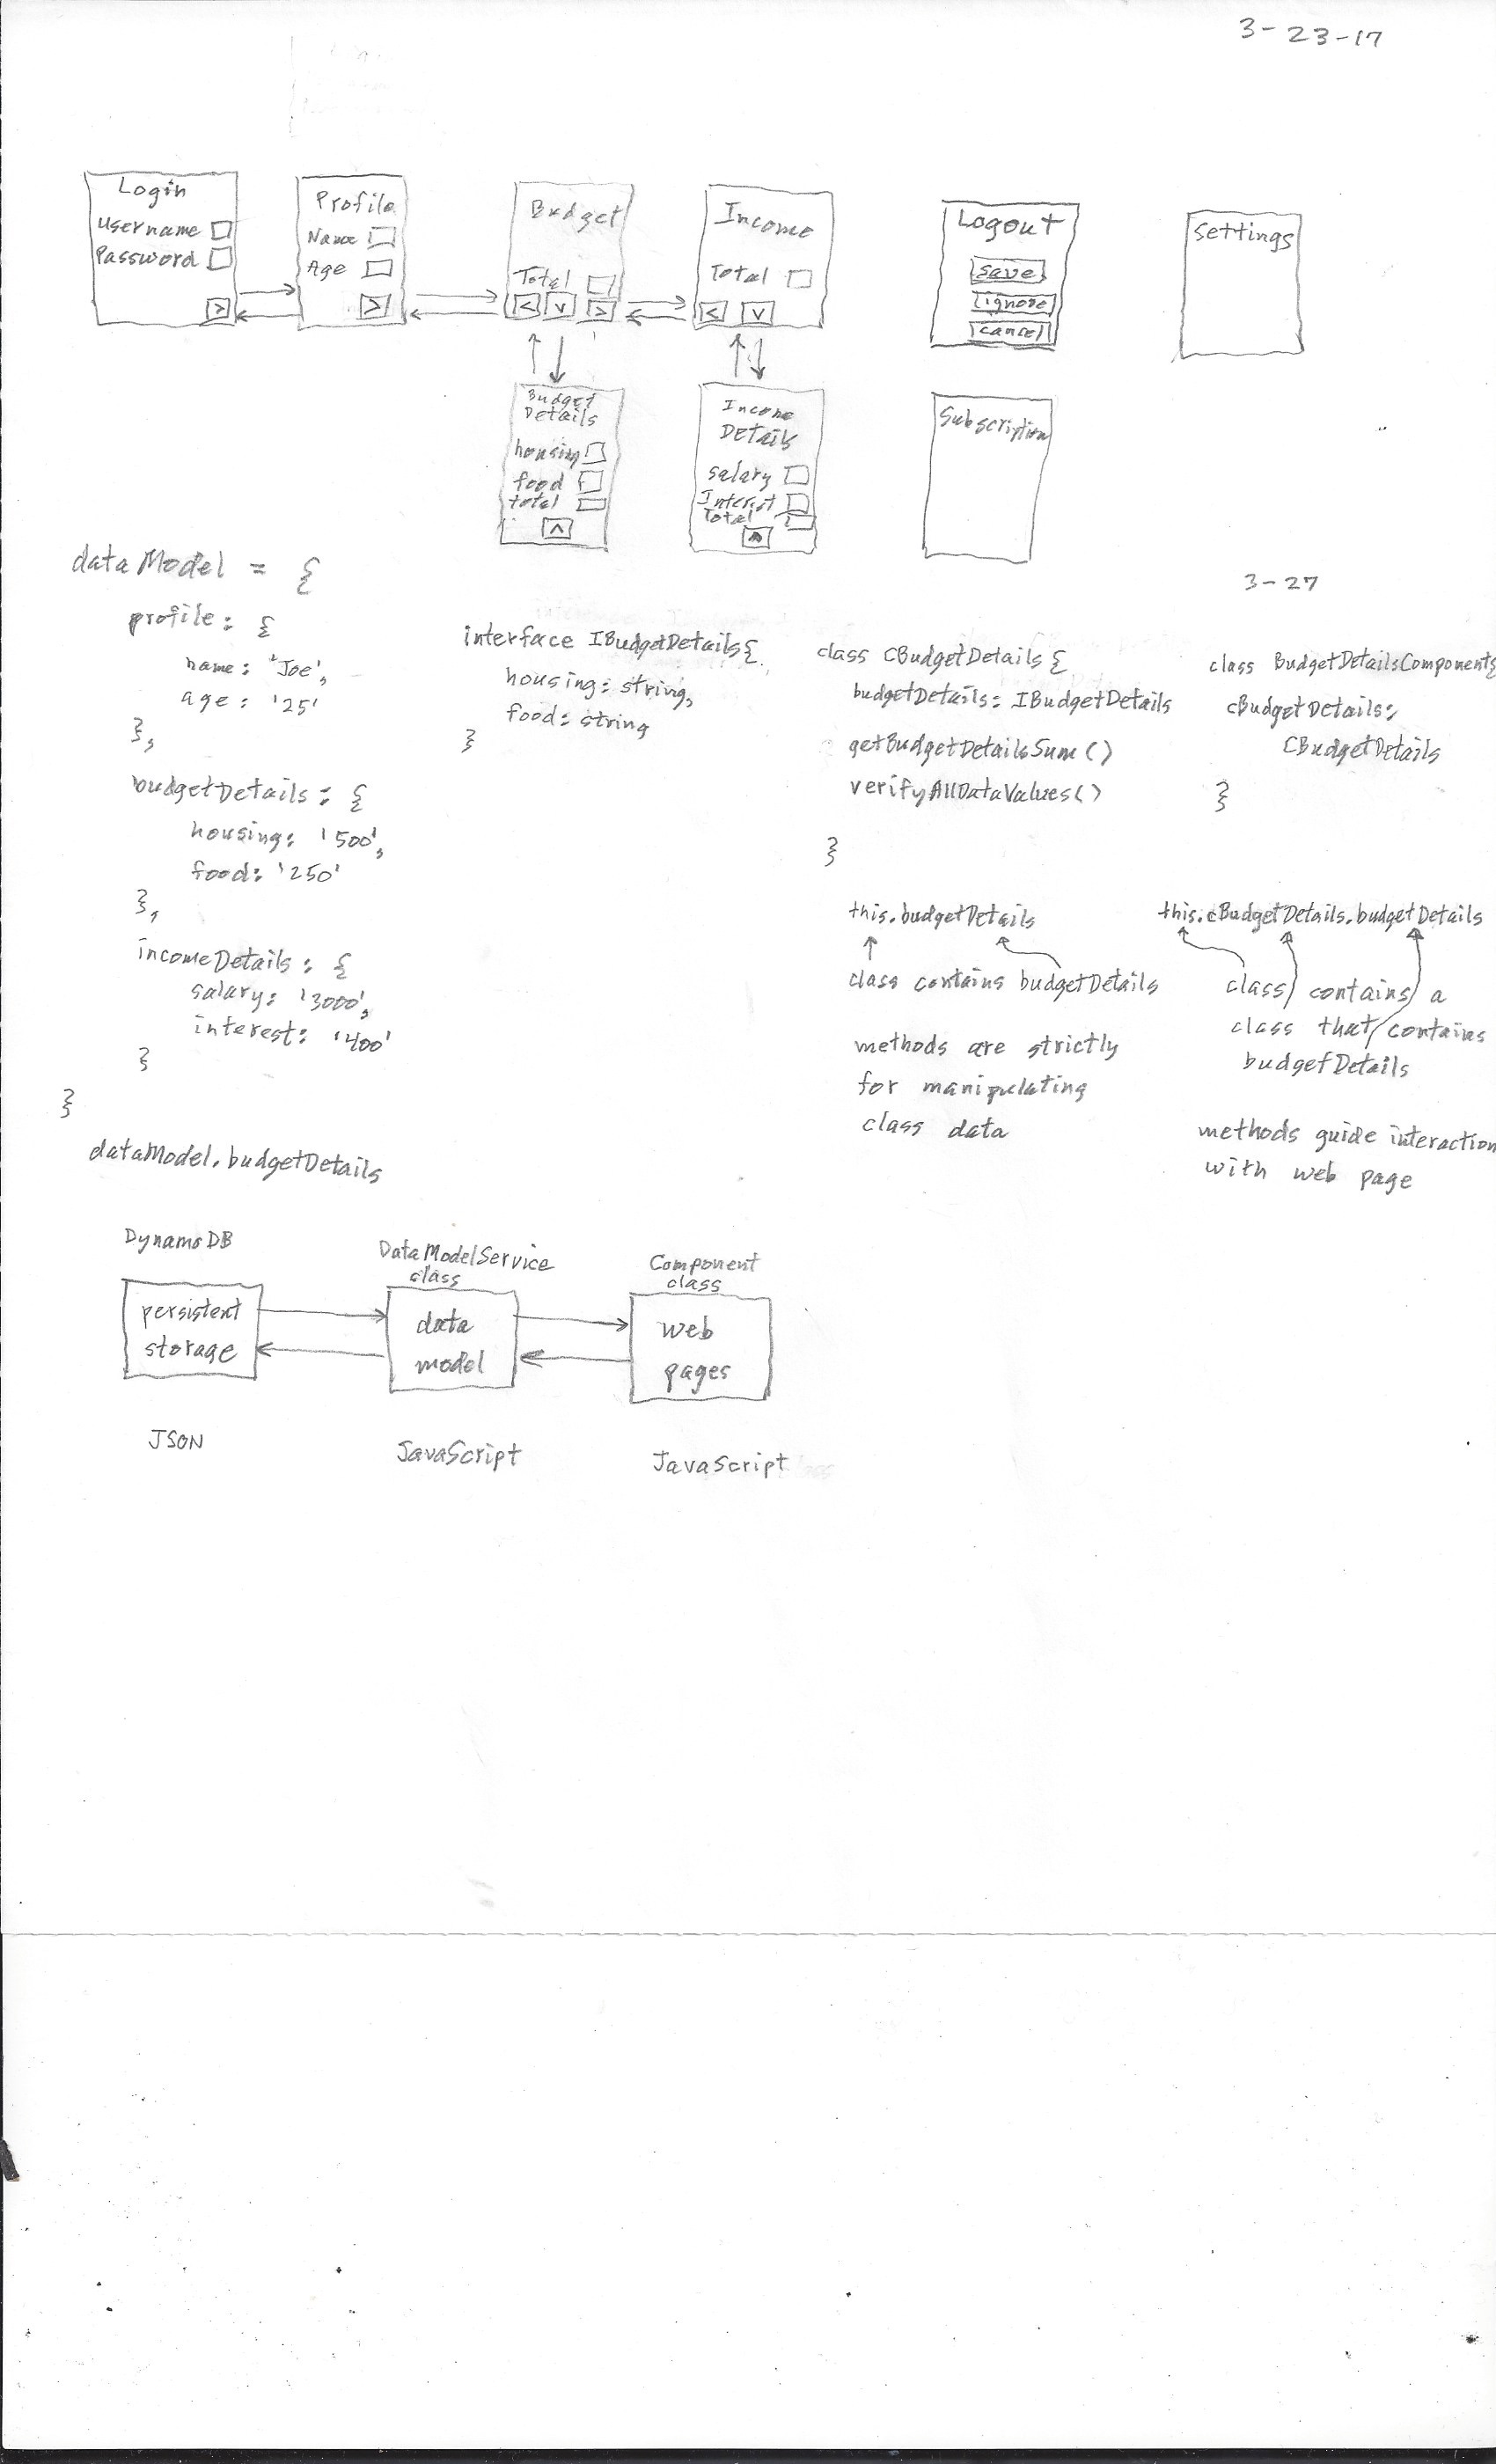 3-23-17
Login
Username
Password
>
Profile
Name
Age
>
Budget
Total
< v >
Income
Total
< v
Logout
save
ignore
cancel
Settings
Budget
Details
housing
food
total
^
Income
Details
salary
Interest
Total
^
Subscription
dataModel = {
profile: {
name: 'Joe',
age: '25'
},
budgetDetails: {
housing: '500',
food: '250'
},
incomeDetails: {
salary: '3000',
interest: '400'
}
}
dataModel.budgetDetails
interface IBudgetDetails{
housing: string,
food: string
}
class CBudgetDetails {
budgetDetails: IBudgetDetails
getBudgetDetailsSum()
verifyAllDataValues()
}
this.budgetDetails
class contains budgetDetails
methods are strictly
for manipulating
class data
3-27
class BudgetDetailsComponent{
cBudgetDetails:
CBudgetDetails
}
this.cBudgetDetails.budgetDetails
class contains a
class that contains
budgetDetails
methods guide interaction
with web page
DynamoDB
persistent
storage
JSON
DataModelService
class
data
model
JavaScript
Component
class
web
pages
JavaScript